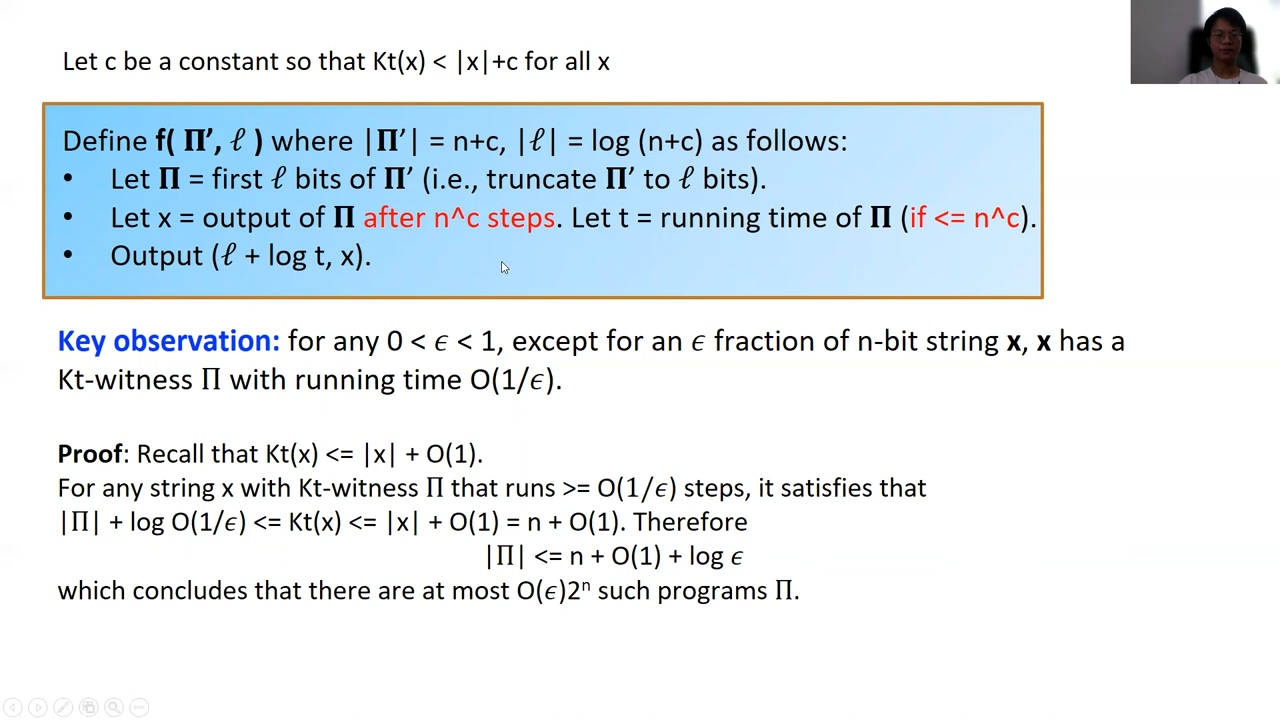 Let c be a constant so that Kt(x) < |x|+c for all x
Define f( Π’, ℓ ) where |Π’| = n+c, |ℓ| = log (n+c) as follows:
• Let Π = first ℓ bits of Π’ (i.e., truncate Π’ to ℓ bits).
• Let x = output of Π after n^c steps. Let t = running time of Π (if <= n^c).
• Output (ℓ + log t, x).
Key observation: for any 0 < ϵ < 1, except for an ϵ fraction of n-bit string x, x has a
Kt-witness Π with running time O(1/ϵ).
Proof: Recall that Kt(x) <= |x| + O(1).
For any string x with Kt-witness Π that runs >= O(1/ϵ) steps, it satisfies that
|Π| + log O(1/ϵ) <= Kt(x) <= |x| + O(1) = n + O(1). Therefore
|Π| <= n + O(1) + log ϵ
which concludes that there are at most O(ϵ)2ⁿ such programs Π.